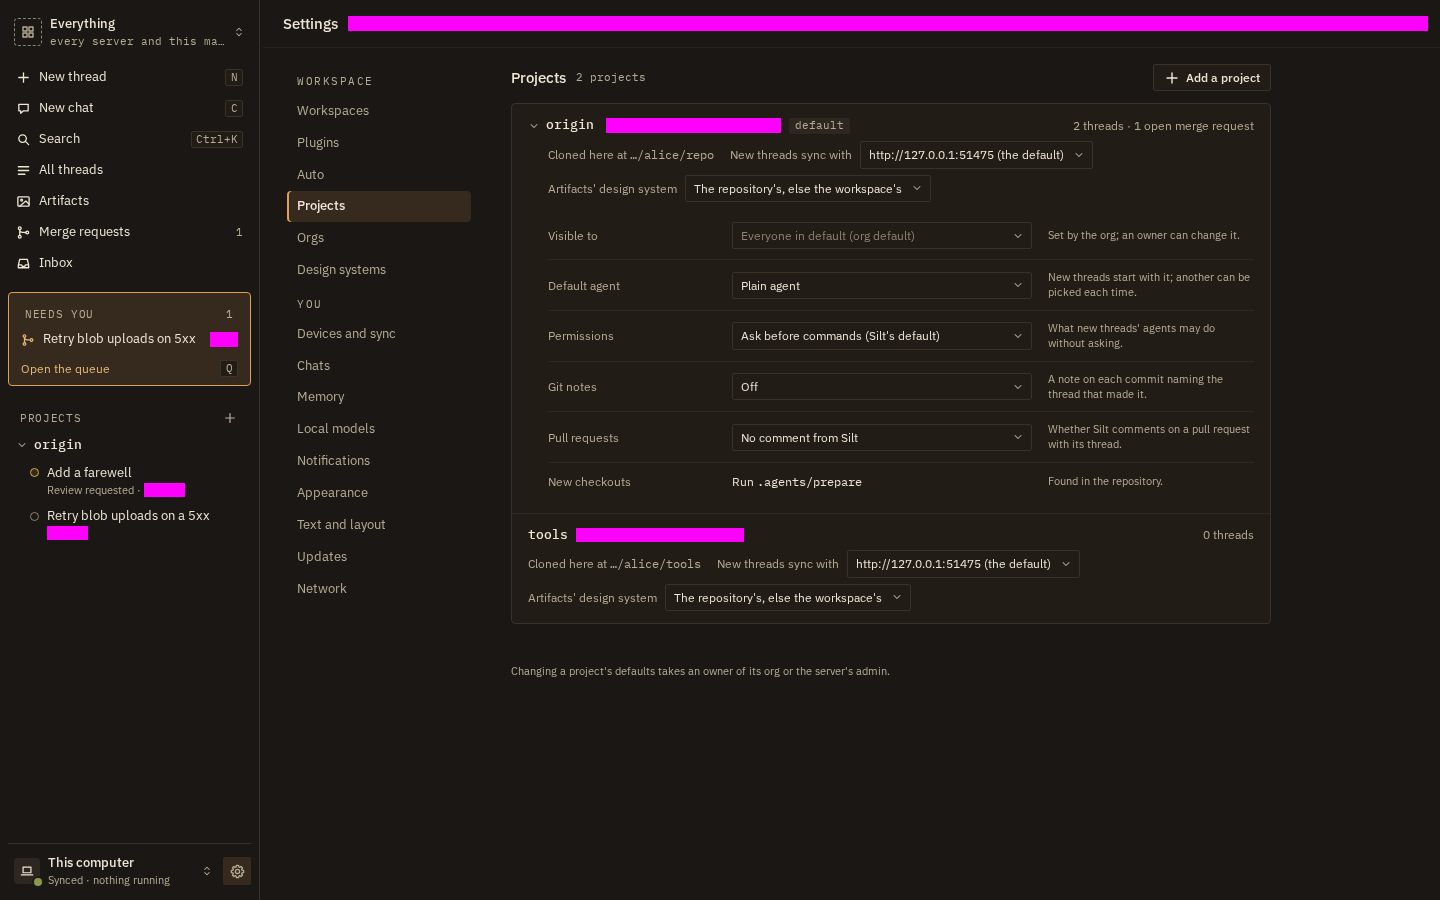 Everything
every server and this ma…
New thread N
New chat C
Search Ctrl+K
All threads
Artifacts
Merge requests 1
Inbox
NEEDS YOU 1
Retry blob uploads on 5xx
Open the queue Q
PROJECTS
origin
Add a farewell
Review requested ·
Retry blob uploads on a 5xx
This computer
Synced · nothing running
Settings
WORKSPACE
Workspaces
Plugins
Auto
Projects
Orgs
Design systems
YOU
Devices and sync
Chats
Memory
Local models
Notifications
Appearance
Text and layout
Updates
Network
Projects 2 projects
Add a project
origin default 2 threads · 1 open merge request
Cloned here at …/alice/repo New threads sync with http://127.0.0.1:51475 (the default)
Artifacts' design system The repository's, else the workspace's
Visible to Everyone in default (org default) Set by the org; an owner can change it.
Default agent Plain agent New threads start with it; another can be
picked each time.
Permissions Ask before commands (Silt's default) What new threads' agents may do
without asking.
Git notes Off A note on each commit naming the
thread that made it.
Pull requests No comment from Silt Whether Silt comments on a pull request
with its thread.
New checkouts Run .agents/prepare Found in the repository.
tools 0 threads
Cloned here at …/alice/tools New threads sync with http://127.0.0.1:51475 (the default)
Artifacts' design system The repository's, else the workspace's
Changing a project's defaults takes an owner of its org or the server's admin.